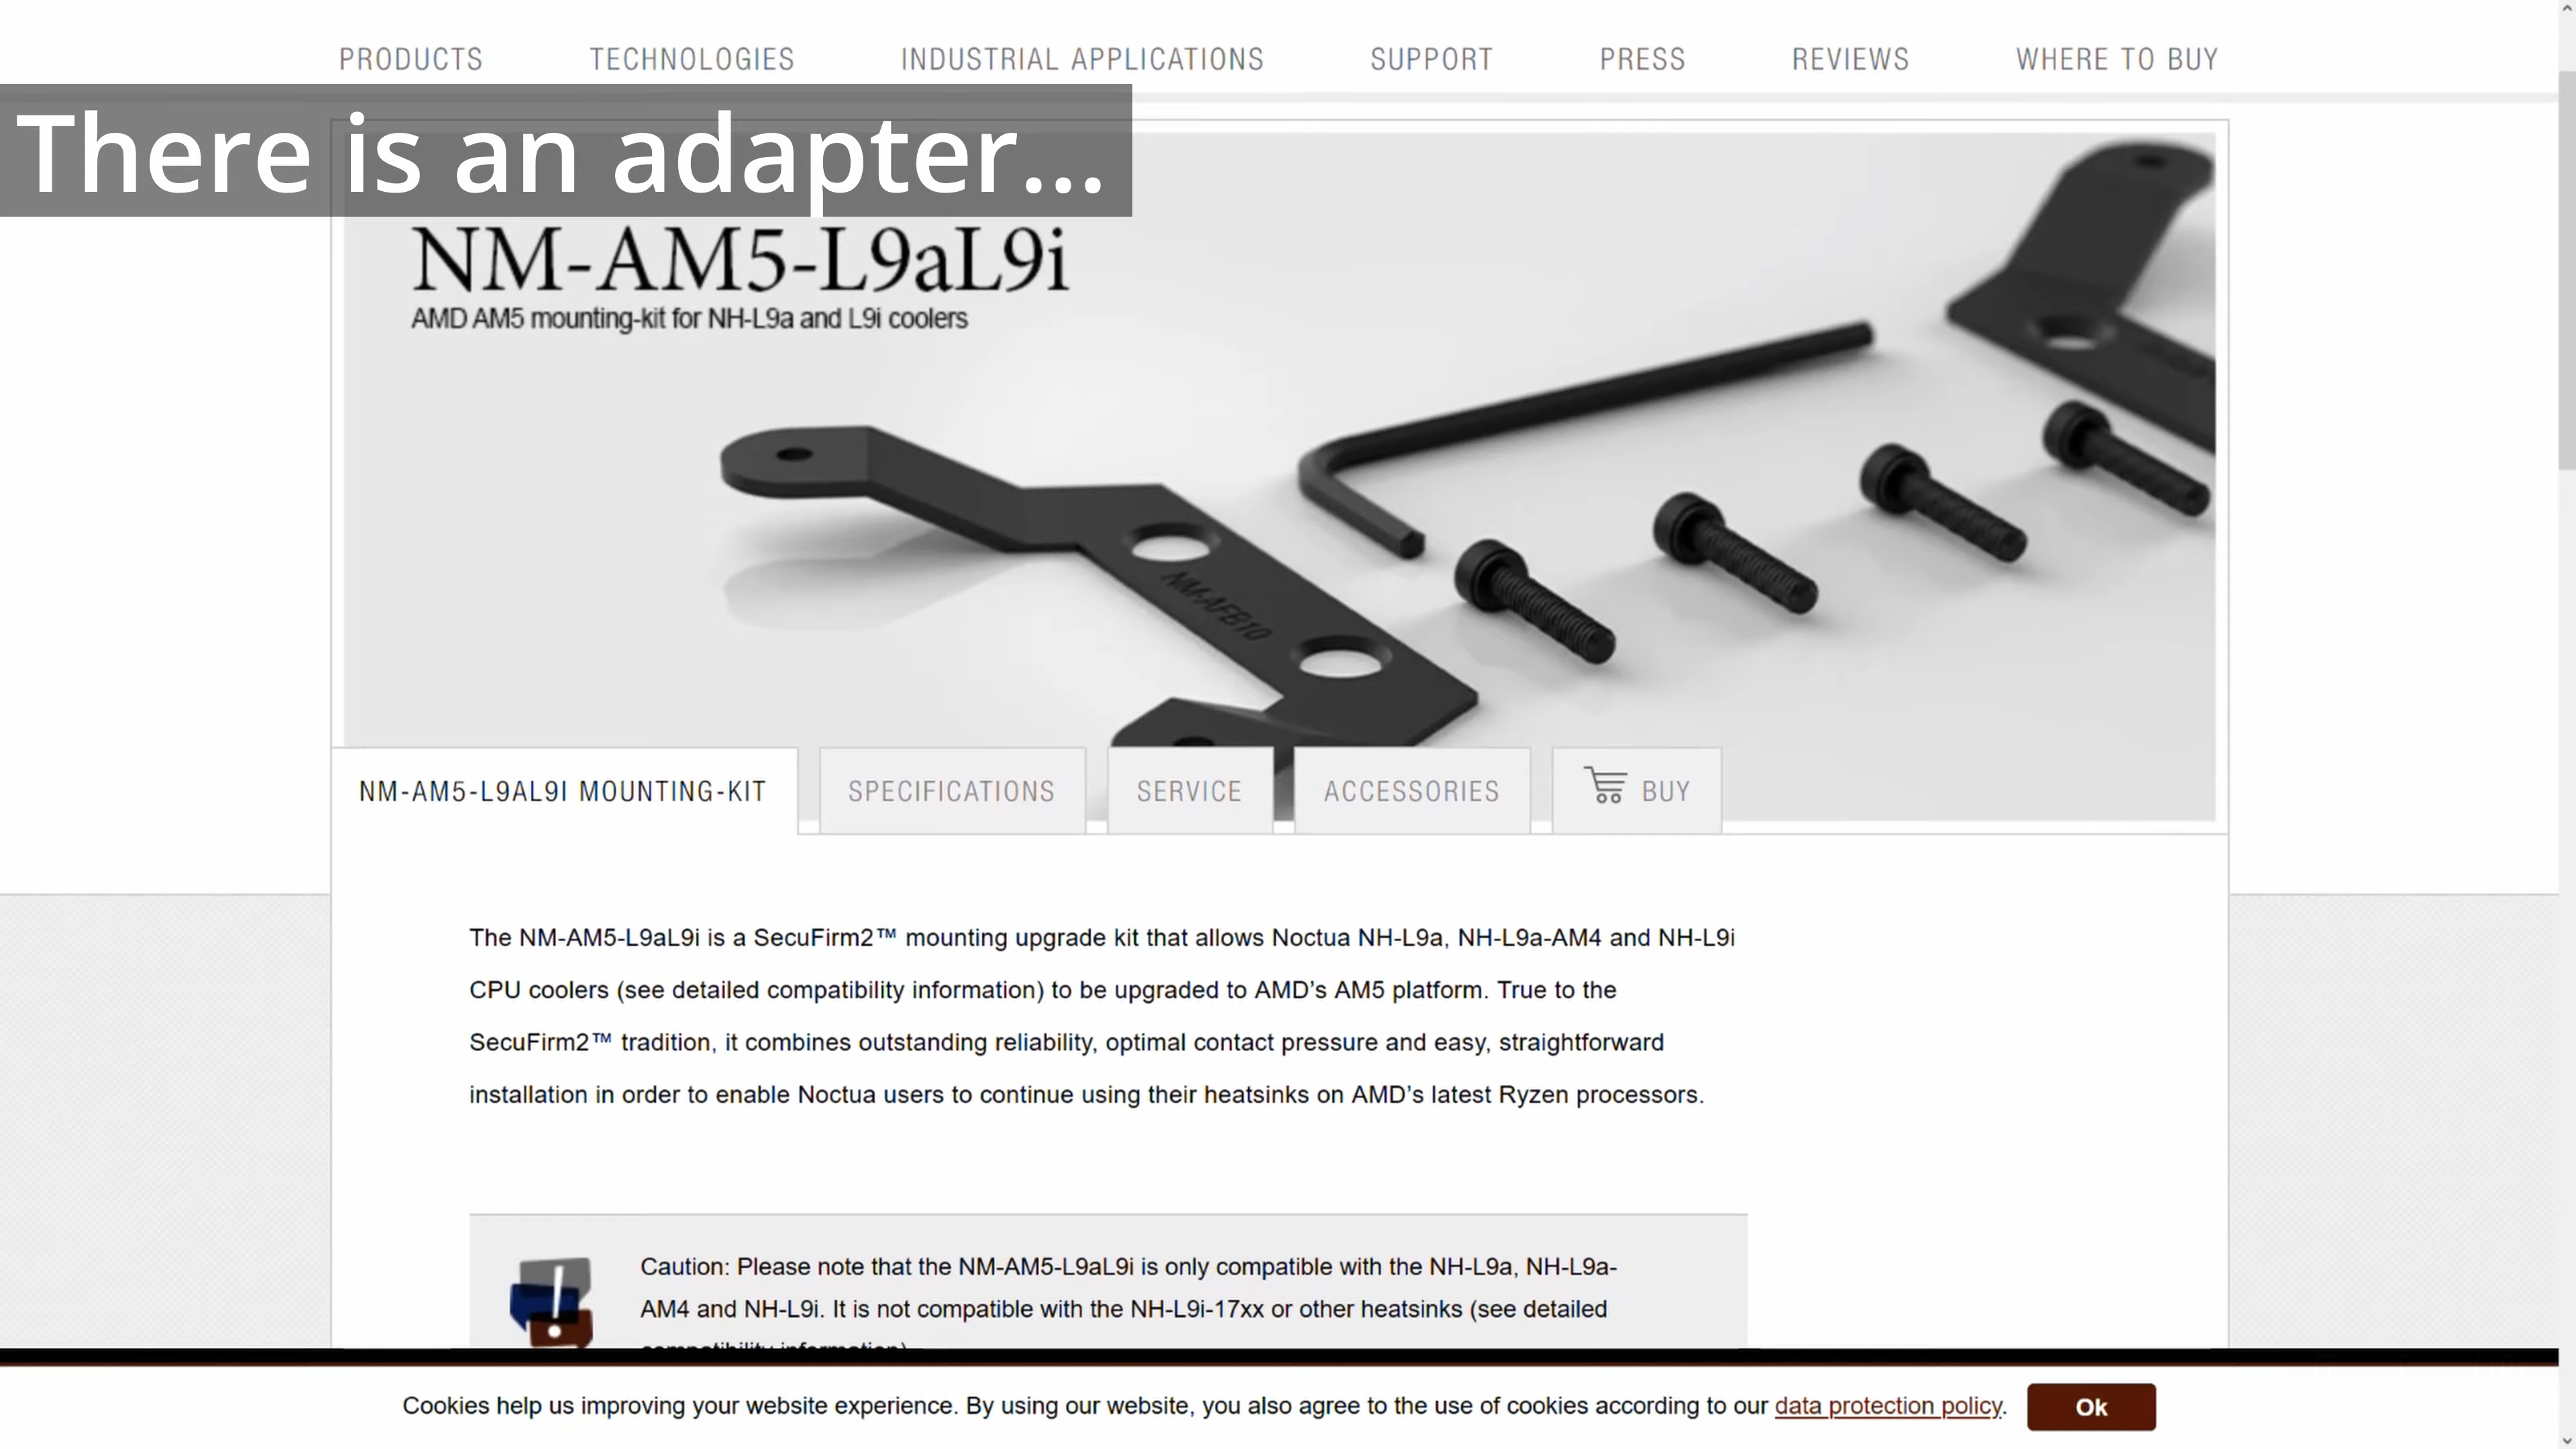 PRODUCTS TECHNOLOGIES INDUSTRIAL APPLICATIONS SUPPORT PRESS REVIEWS WHERE TO BUY
There is an adapter...
NM-AM5-L9aL9i
AMD AM5 mounting-kit for NH-L9a and L9i coolers
NM-AFB10
NM-AM5-L9AL9I MOUNTING-KIT SPECIFICATIONS SERVICE ACCESSORIES BUY
The NM-AM5-L9aL9i is a SecuFirm2™ mounting upgrade kit that allows Noctua NH-L9a, NH-L9a-AM4 and NH-L9i
CPU coolers (see detailed compatibility information) to be upgraded to AMD’s AM5 platform. True to the
SecuFirm2™ tradition, it combines outstanding reliability, optimal contact pressure and easy, straightforward
installation in order to enable Noctua users to continue using their heatsinks on AMD’s latest Ryzen processors.
Caution: Please note that the NM-AM5-L9aL9i is only compatible with the NH-L9a, NH-L9a-
AM4 and NH-L9i. It is not compatible with the NH-L9i-17xx or other heatsinks (see detailed
compatibility information)
Cookies help us improving your website experience. By using our website, you also agree to the use of cookies according to our data protection policy. Ok